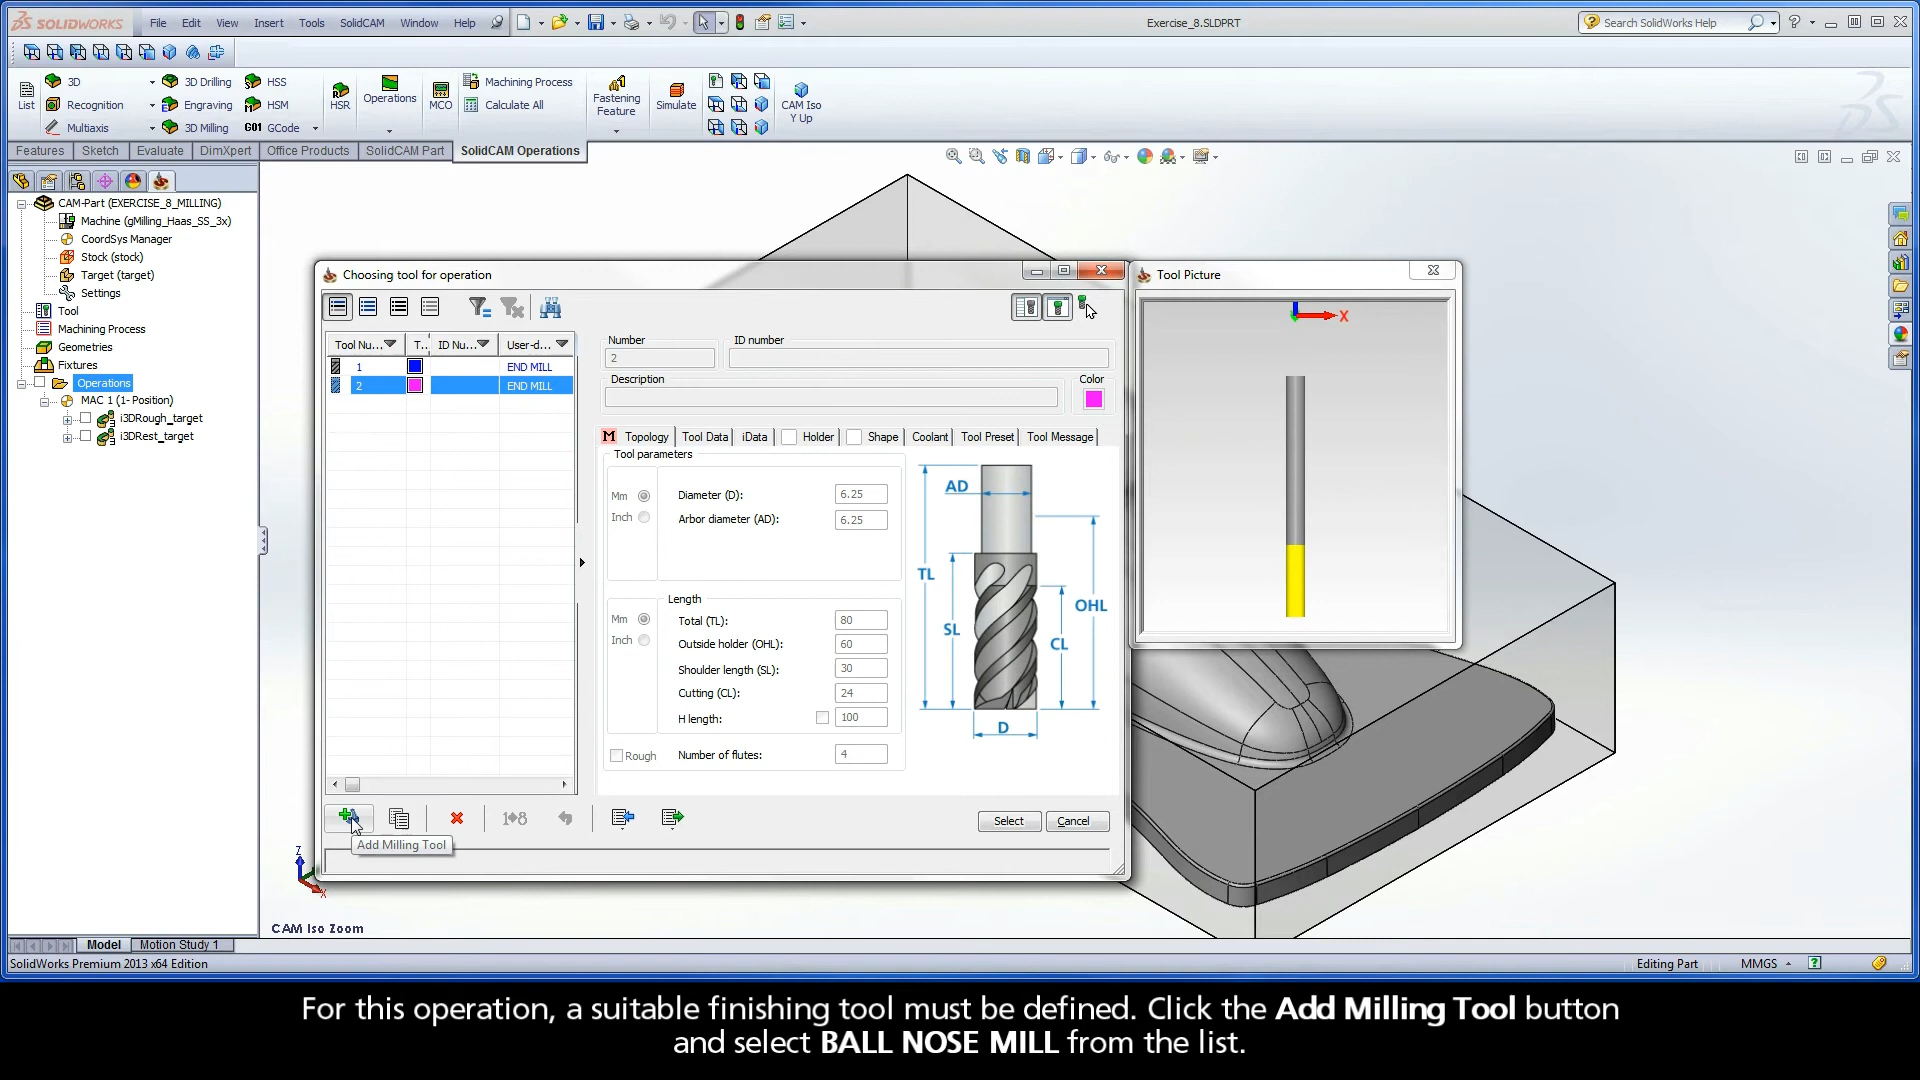 SOLIDWORKS
File Edit View Insert Tools SolidCAM Window Help
Exercise_8.SLDPRT
Search SolidWorks Help
List
3D
Recognition
Multiaxis
3D Drilling
Engraving
3D Milling
HSS
HSM
G01 GCode
HSR
Operations
MCO
Machining Process
Calculate All
Fastening
Feature
Simulate
CAM Iso
Y Up
Features Sketch Evaluate DimXpert Office Products SolidCAM Part SolidCAM Operations
CAM-Part (EXERCISE_8_MILLING)
Machine (gMilling_Haas_SS_3x)
CoordSys Manager
Stock (stock)
Target (target)
Settings
Tool
Machining Process
Geometries
Fixtures
Operations
MAC 1 (1- Position)
i3DRough_target
i3DRest_target
Choosing tool for operation
Tool Nu... T.. ID Nu... User-d...
1 END MILL
2 END MILL
Number
2
ID number
Description
Color
M Topology Tool Data iData Holder Shape Coolant Tool Preset Tool Message
Tool parameters
Mm
Inch
Diameter (D): 6.25
Arbor diameter (AD): 6.25
Length
Mm
Inch
Total (TL): 80
Outside holder (OHL): 60
Shoulder length (SL): 30
Cutting (CL): 24
H length: 100
Rough Number of flutes: 4
AD
TL
OHL
SL
CL
D
1→8
Select Cancel
Add Milling Tool
Tool Picture
X
Z
X
CAM Iso Zoom
Model Motion Study 1
SolidWorks Premium 2013 x64 Edition
Editing Part MMGS
For this operation, a suitable finishing tool must be defined. Click the Add Milling Tool button
and select BALL NOSE MILL from the list.